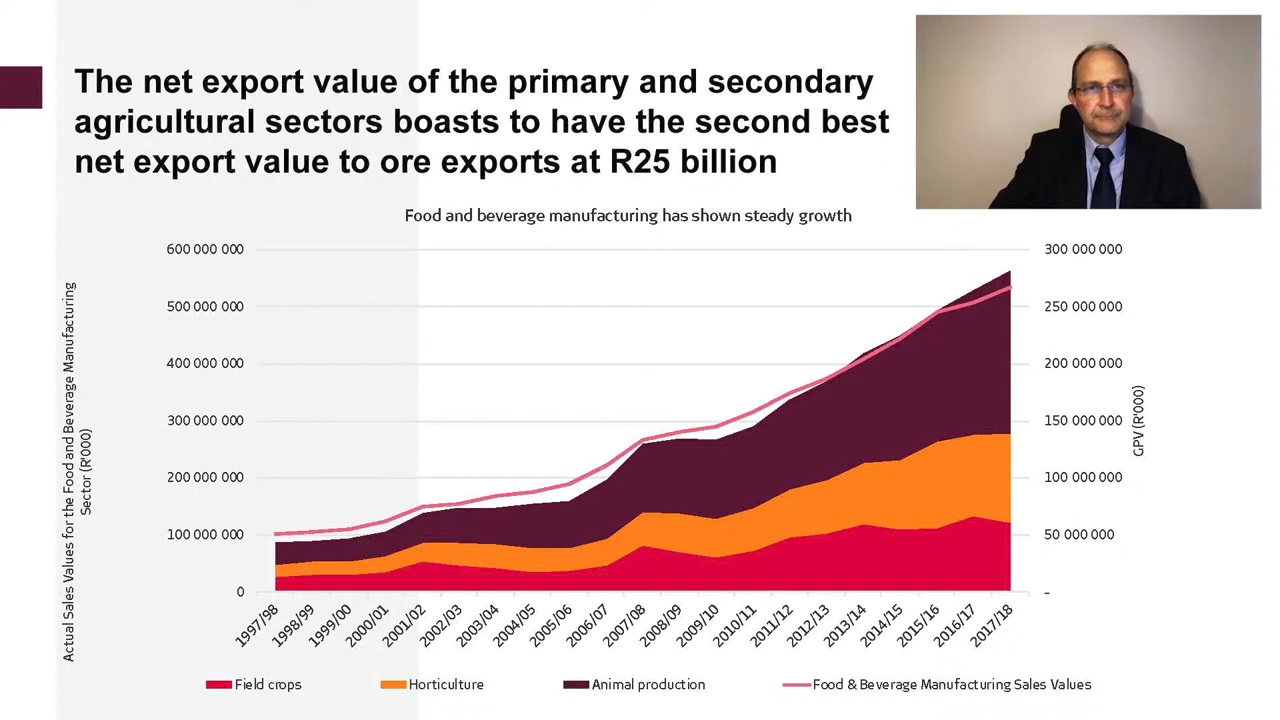 The net export value of the primary and secondary
agricultural sectors boasts to have the second best
net export value to ore exports at R25 billion
Food and beverage manufacturing has shown steady growth
Actual Sales Values for the Food and Beverage Manufacturing
Sector (R'000)
600 000 000
500 000 000
400 000 000
300 000 000
200 000 000
100 000 000
0
300 000 000
250 000 000
200 000 000
150 000 000
100 000 000
50 000 000
-
GPV (R'000)
1997/98
1998/99
1999/00
2000/01
2001/02
2002/03
2003/04
2004/05
2005/06
2006/07
2007/08
2008/09
2009/10
2010/11
2011/12
2012/13
2013/14
2014/15
2015/16
2016/17
2017/18
Field crops
Horticulture
Animal production
Food & Beverage Manufacturing Sales Values